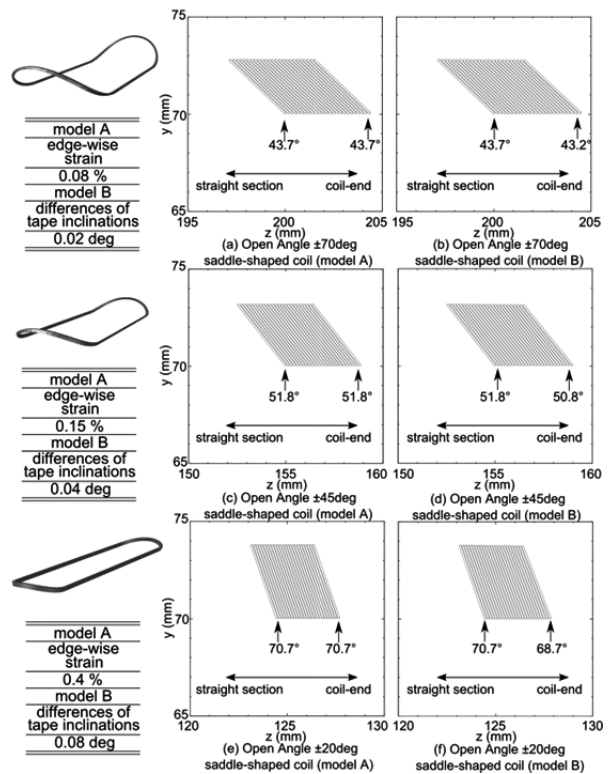 model A
edge-wise
strain
0.08 %
model B
differences of
tape inclinations
0.02 deg
75
y (mm)
70
65
43.7°
43.7°
straight section
coil-end
195
200
205
z (mm)
(a) Open Angle ±70deg
saddle-shaped coil (model A)
43.7°
43.2°
straight section
coil-end
195
200
205
z (mm)
(b) Open Angle ±70deg
saddle-shaped coil (model B)
model A
edge-wise
strain
0.15 %
model B
differences of
tape inclinations
0.04 deg
75
y (mm)
70
65
51.8°
51.8°
straight section
coil-end
150
155
160
z (mm)
(c) Open Angle ±45deg
saddle-shaped coil (model A)
51.8°
50.8°
straight section
coil-end
150
155
160
z (mm)
(d) Open Angle ±45deg
saddle-shaped coil (model B)
model A
edge-wise
strain
0.4 %
model B
differences of
tape inclinations
0.08 deg
75
y (mm)
70
65
70.7°
70.7°
straight section
coil-end
120
125
130
z (mm)
(e) Open Angle ±20deg
saddle-shaped coil (model A)
70.7°
68.7°
straight section
coil-end
120
125
130
z (mm)
(f) Open Angle ±20deg
saddle-shaped coil (model B)